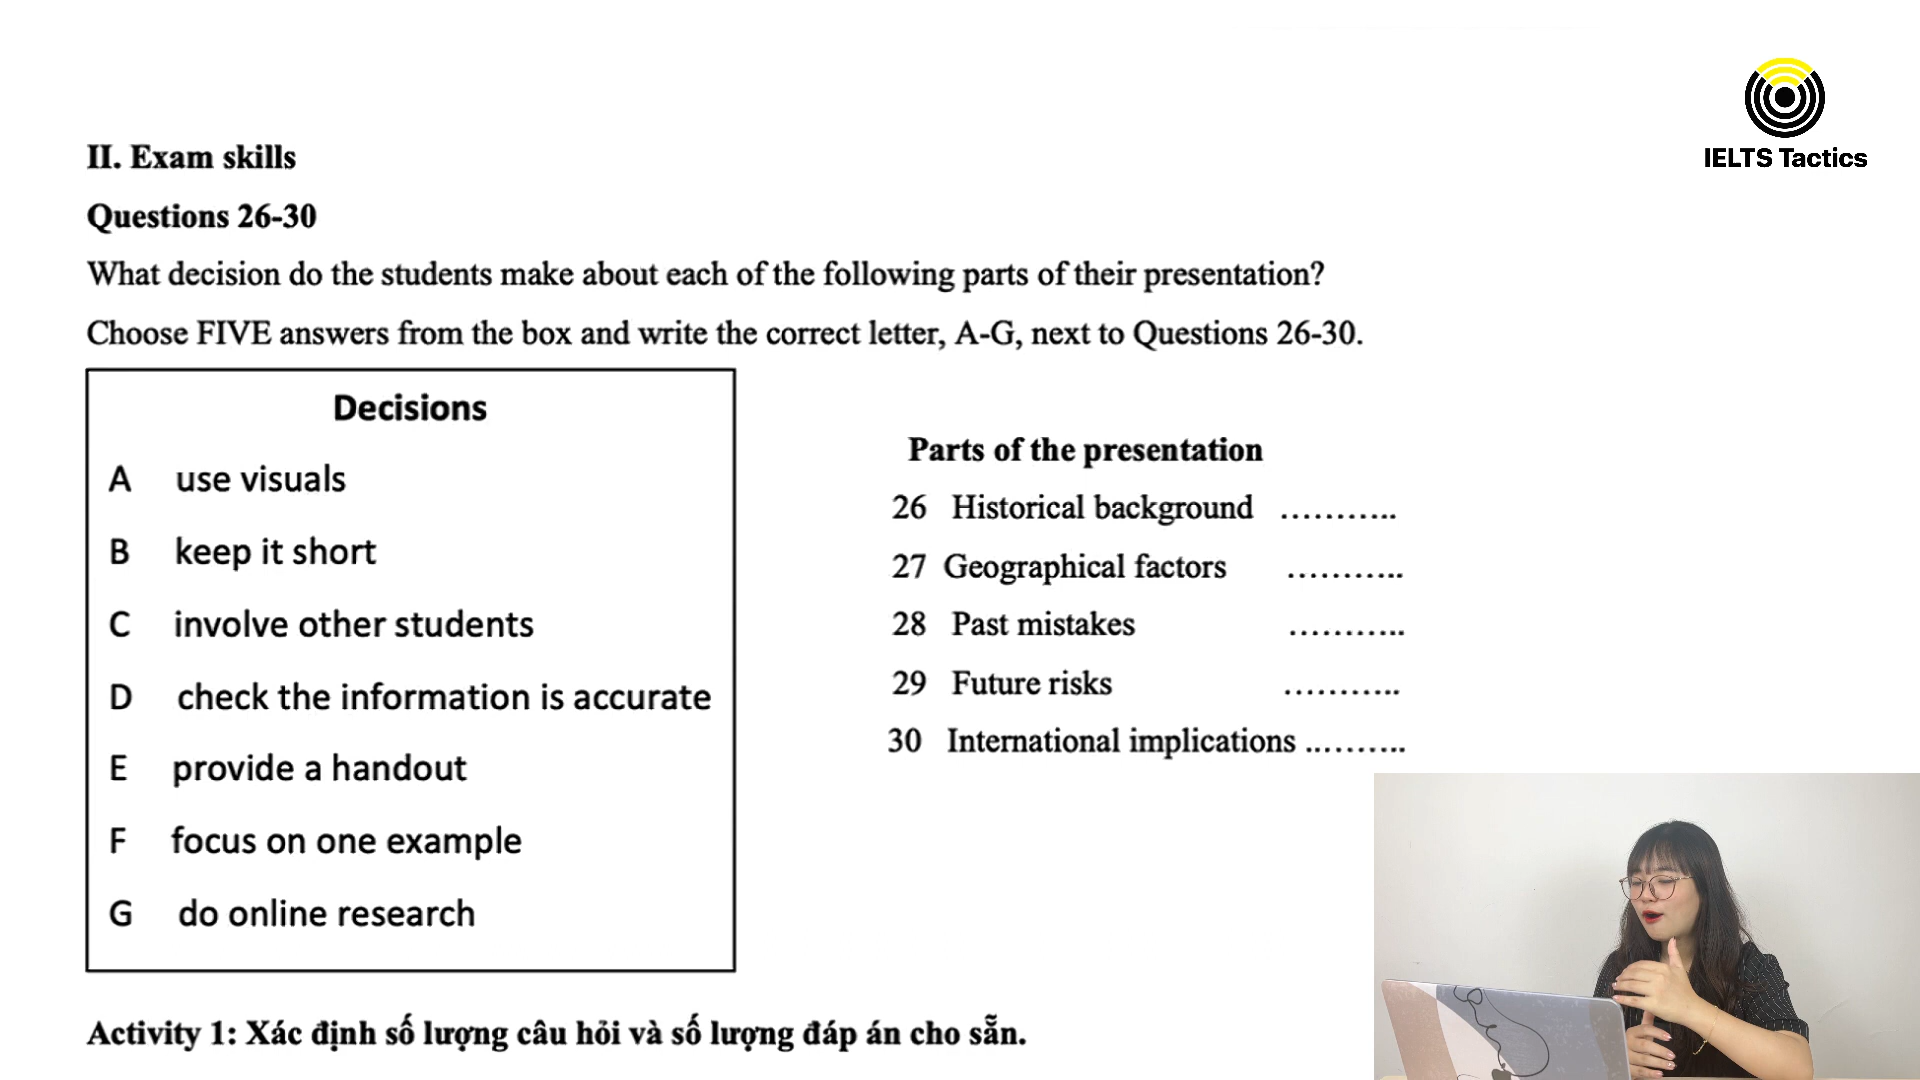 IELTS Tactics
II. Exam skills
Questions 26-30
What decision do the students make about each of the following parts of their presentation?
Choose FIVE answers from the box and write the correct letter, A-G, next to Questions 26-30.
Decisions
A use visuals
B keep it short
C involve other students
D check the information is accurate
E provide a handout
F focus on one example
G do online research
Parts of the presentation
26 Historical background ...........
27 Geographical factors ...........
28 Past mistakes ...........
29 Future risks ...........
30 International implications ..........
Activity 1: Xác định số lượng câu hỏi và số lượng đáp án cho sẵn.